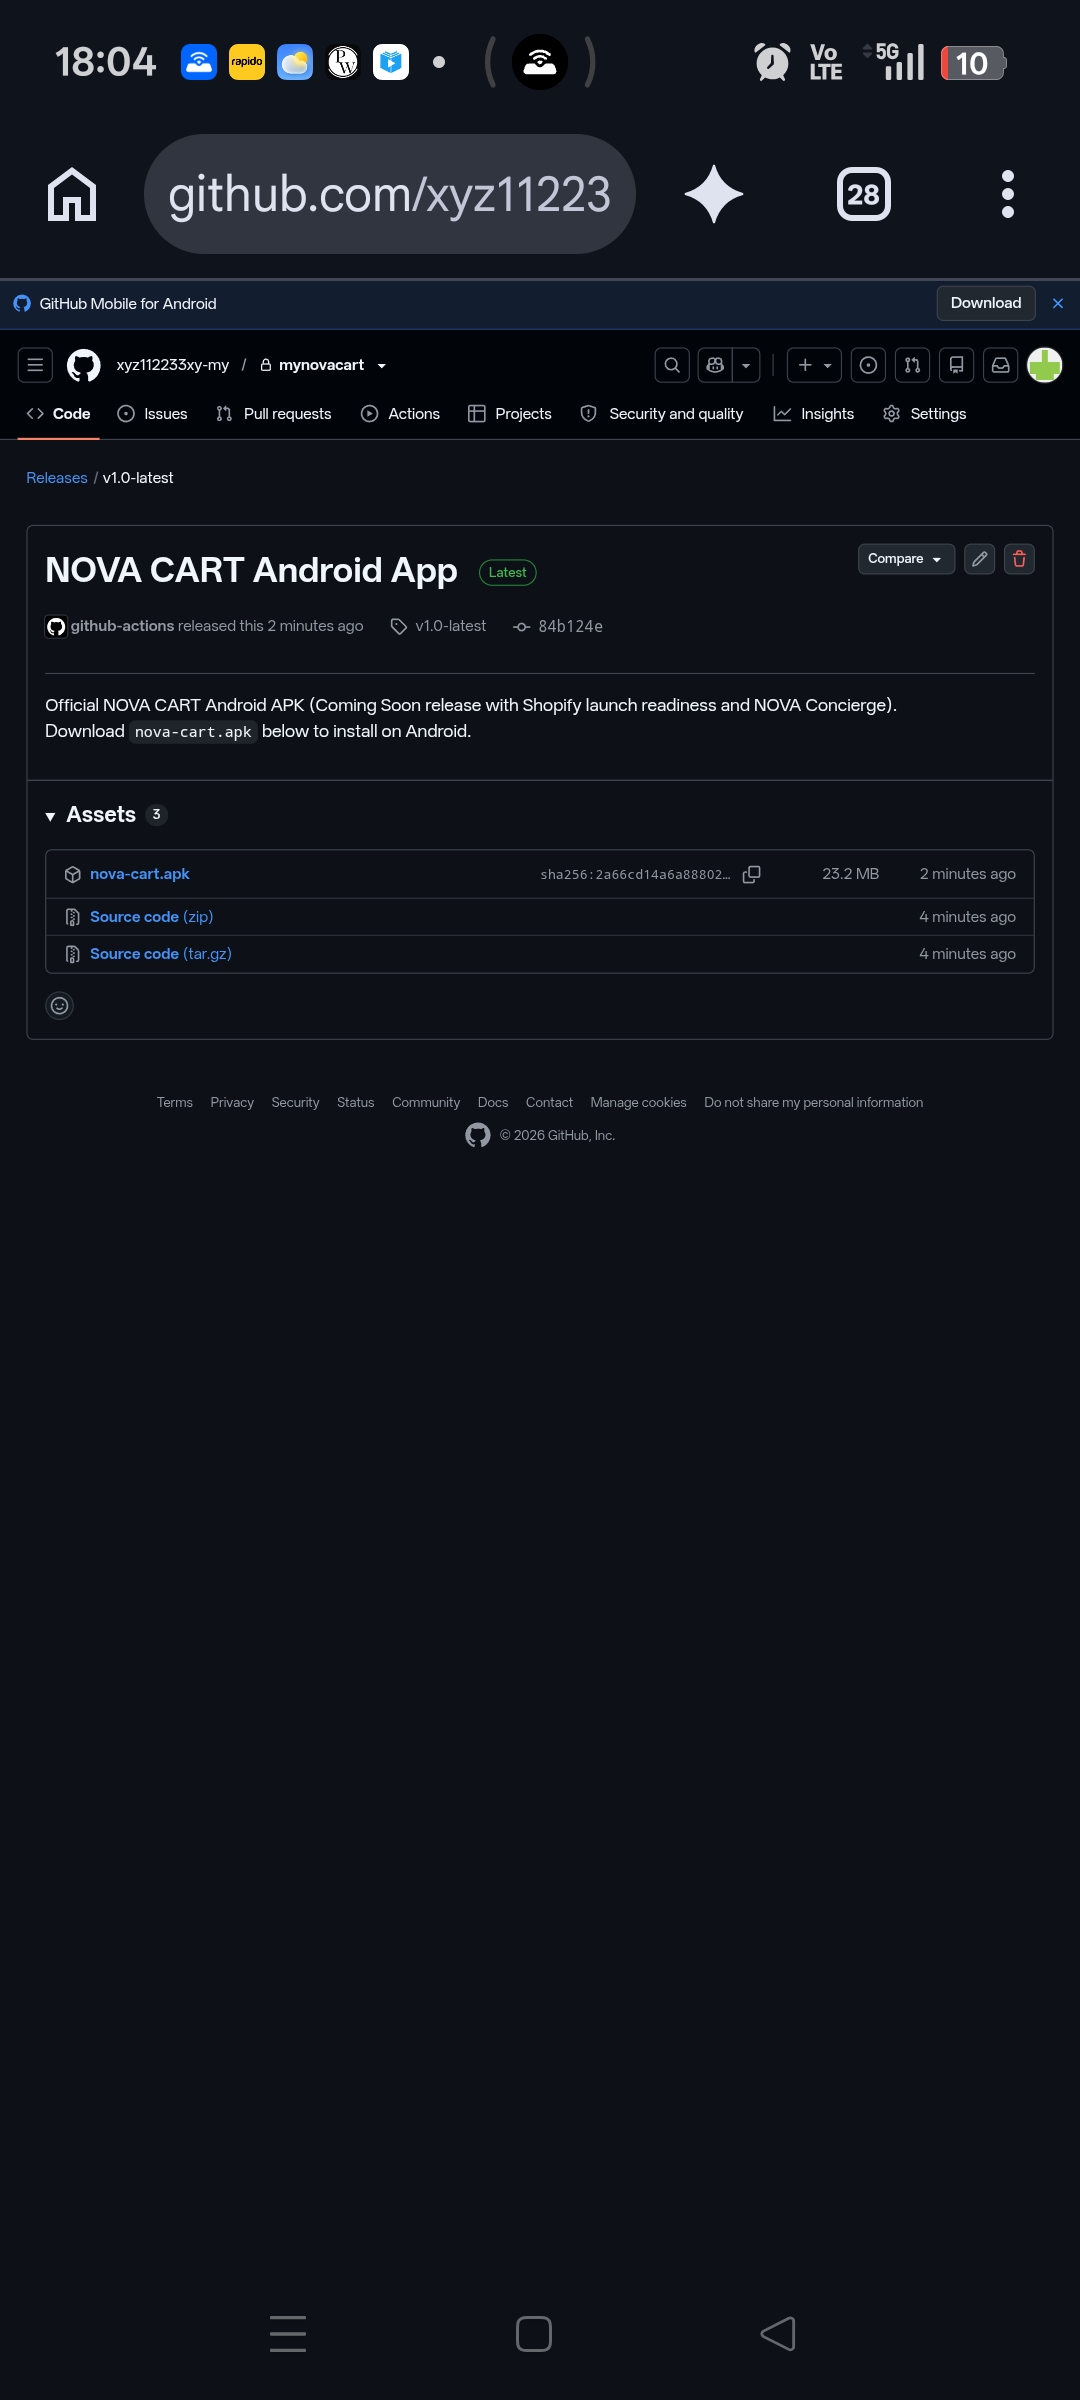 18:04 rapido PW Vo LTE 5G 10
github.com/xyz11223 28
GitHub Mobile for Android Download
xyz112233xy-my / mynovacart
Code Issues Pull requests Actions Projects Security and quality Insights Settings
Releases / v1.0-latest
NOVA CART Android App Latest Compare
github-actions released this 2 minutes ago v1.0-latest 84b124e
Official NOVA CART Android APK (Coming Soon release with Shopify launch readiness and NOVA Concierge).
Download nova-cart.apk below to install on Android.
Assets 3
nova-cart.apk sha256:2a66cd14a6a88802… 23.2 MB 2 minutes ago
Source code (zip) 4 minutes ago
Source code (tar.gz) 4 minutes ago
Terms Privacy Security Status Community Docs Contact Manage cookies Do not share my personal information
© 2026 GitHub, Inc.